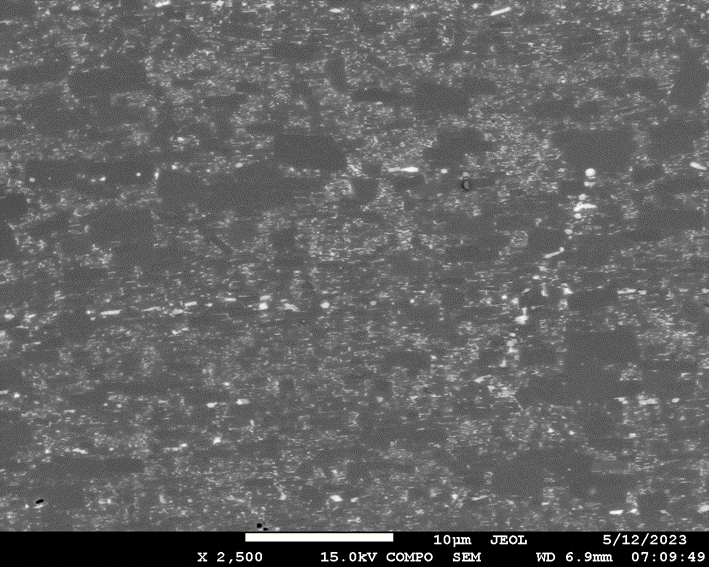 10μm JEOL 5/12/2023
X 2,500 15.0kV COMPO SEM WD 6.9mm 07:09:49